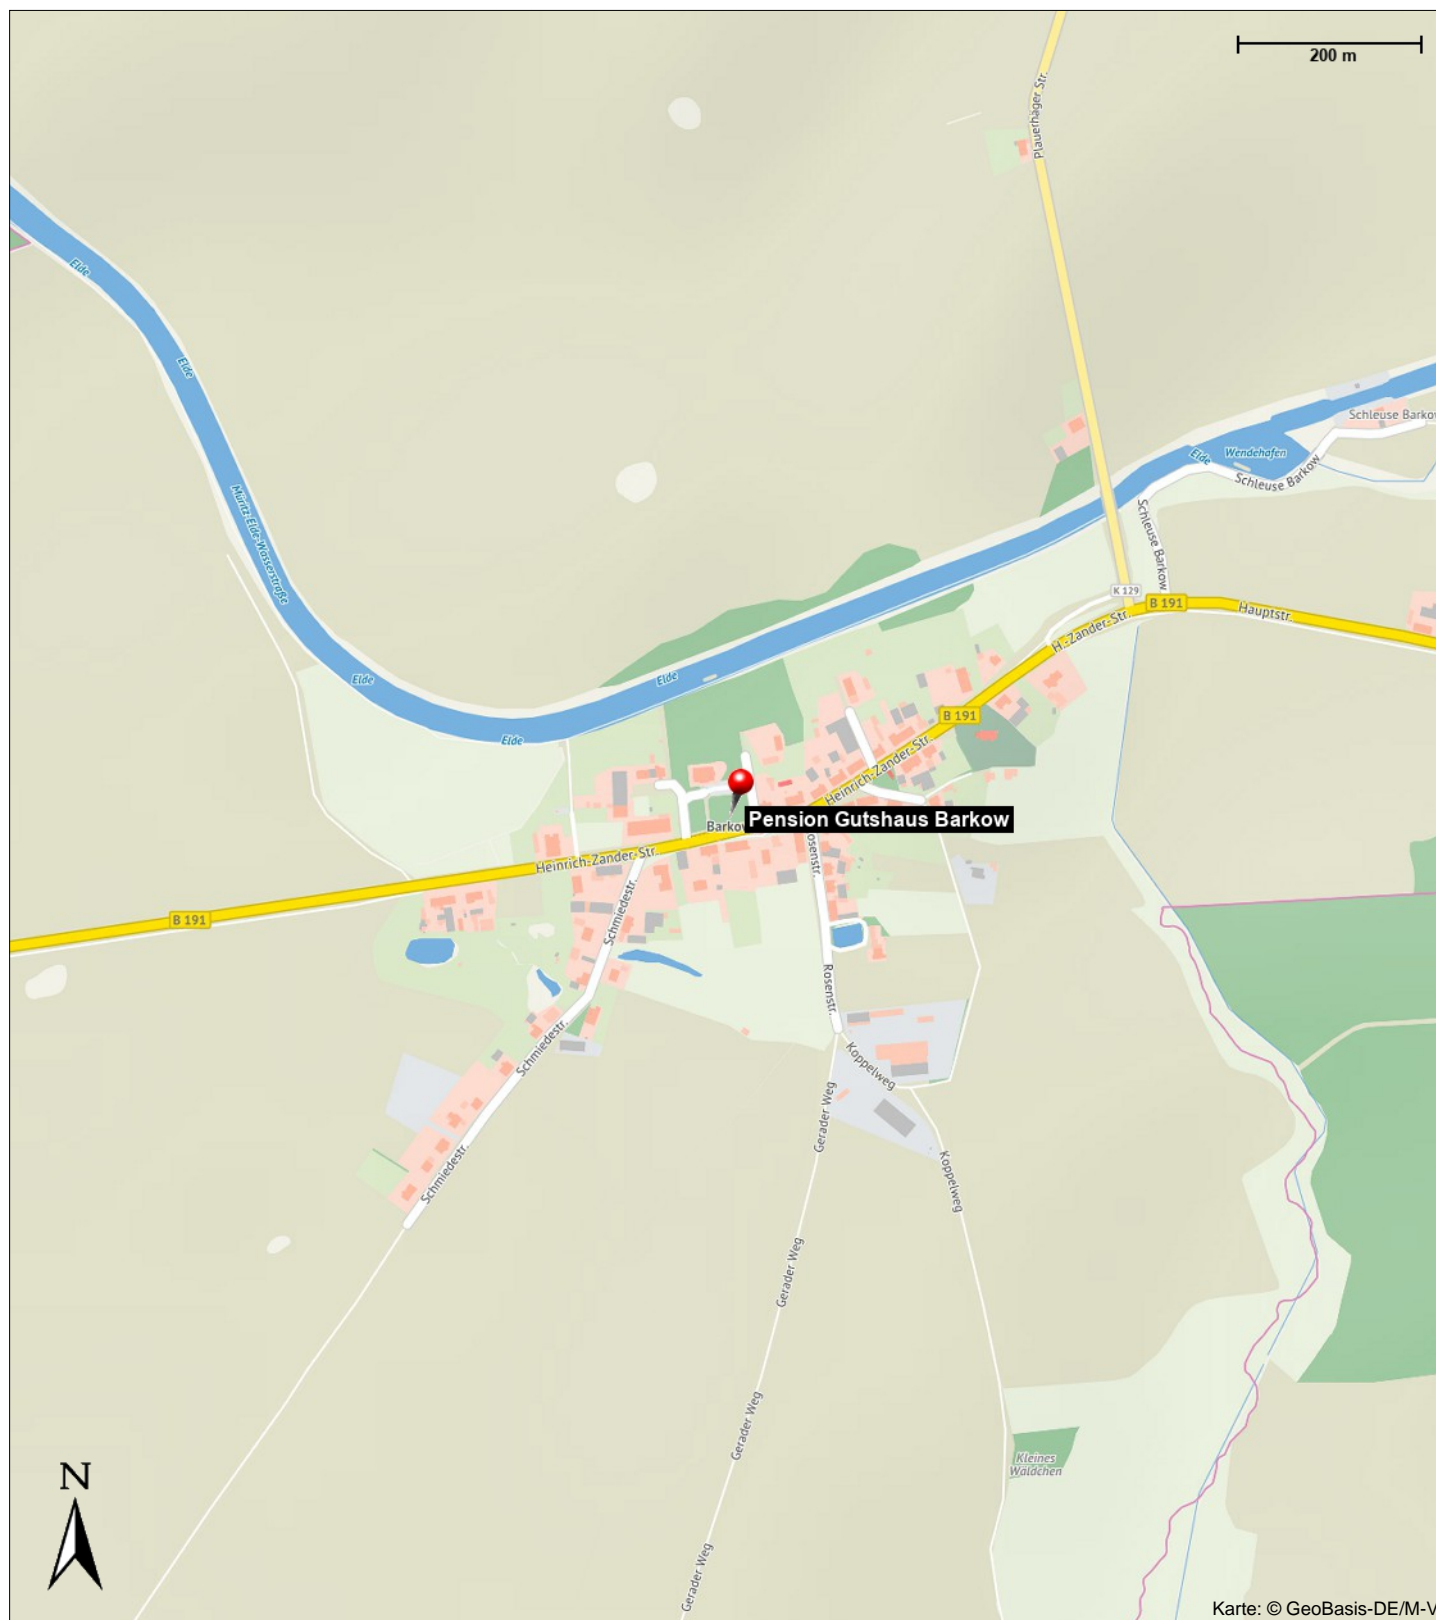 200 m
Plauerhäger Str.
Elde
Elde
Schleuse Barkow
Elde
Wendehafen
Schleuse Barkow
Müritz-Elde-Wasserstraße
Schleuse Barkow
K 129
B 191
Hauptstr.
H.-Zander-Str.
Elde
Elde
B 191
Elde
Heinrich-Zander-Str.
Pension Gutshaus Barkow
Barkow
Rosenstr.
Heinrich-Zander-Str.
B 191
Schmiedestr.
Rosenstr.
Schmiedestr.
Koppelweg
Gerader Weg
Schmiedestr.
Koppelweg
Gerader Weg
Gerader Weg
Kleines
Wäldchen
N
Gerader Weg
Karte: © GeoBasis-DE/M-V